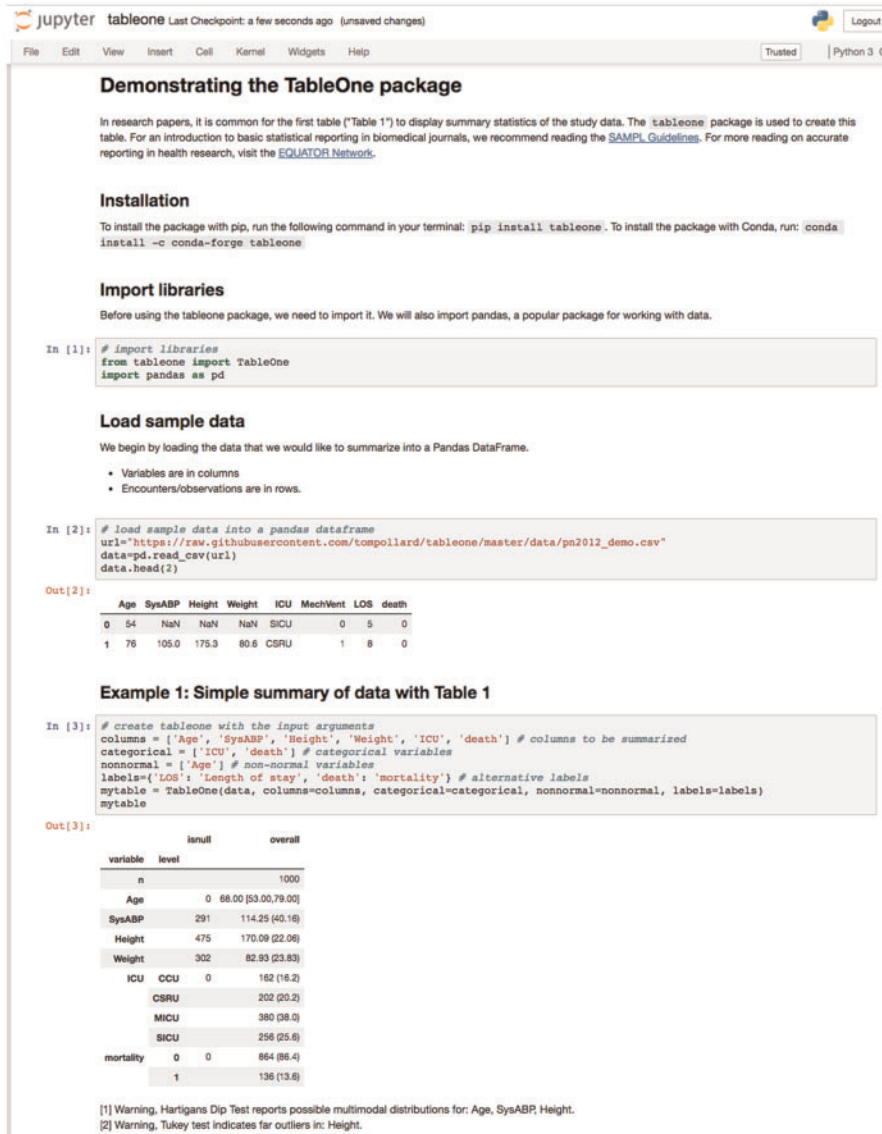 jupyter tableone Last Checkpoint: a few seconds ago (unsaved changes)
Logout
File Edit View Insert Cell Kernel Widgets Help
Trusted
Python 3
Demonstrating the TableOne package
In research papers, it is common for the first table ("Table 1") to display summary statistics of the study data. The tableone package is used to create this
table. For an introduction to basic statistical reporting in biomedical journals, we recommend reading the SAMPL Guidelines. For more reading on accurate
reporting in health research, visit the EQUATOR Network.
Installation
To install the package with pip, run the following command in your terminal: pip install tableone. To install the package with Conda, run: conda
install -c conda-forge tableone
Import libraries
Before using the tableone package, we need to import it. We will also import pandas, a popular package for working with data.
In [1]: # import libraries
from tableone import TableOne
import pandas as pd
Load sample data
We begin by loading the data that we would like to summarize into a Pandas DataFrame.
• Variables are in columns
• Encounters/observations are in rows.
In [2]: # load sample data into a pandas dataframe
url="https://raw.githubusercontent.com/tompollard/tableone/master/data/pn2012_demo.csv"
data=pd.read_csv(url)
data.head(2)
Out[2]:
Age SysABP Height Weight ICU MechVent LOS death
0 54 NaN NaN NaN SICU 0 5 0
1 76 105.0 175.3 80.6 CSRU 1 8 0
Example 1: Simple summary of data with Table 1
In [3]: # create tableone with the input arguments
columns = ['Age', 'SysABP', 'Height', 'Weight', 'ICU', 'death'] # columns to be summarized
categorical = ['ICU', 'death'] # categorical variables
nonnormal = ['Age'] # non-normal variables
labels={'LOS': 'Length of stay', 'death': 'mortality'} # alternative labels
mytable = TableOne(data, columns=columns, categorical=categorical, nonnormal=nonnormal, labels=labels)
mytable
Out[3]:
isnull overall
variable level
n 1000
Age 0 68.00 [53.00,79.00]
SysABP 291 114.25 (40.16)
Height 475 170.09 (22.06)
Weight 302 82.93 (23.83)
ICU CCU 0 162 (16.2)
CSRU 202 (20.2)
MICU 380 (38.0)
SICU 256 (25.6)
mortality 0 0 864 (86.4)
1 136 (13.6)
[1] Warning, Hartigans Dip Test reports possible multimodal distributions for: Age, SysABP, Height.
[2] Warning, Tukey test indicates far outliers in: Height.